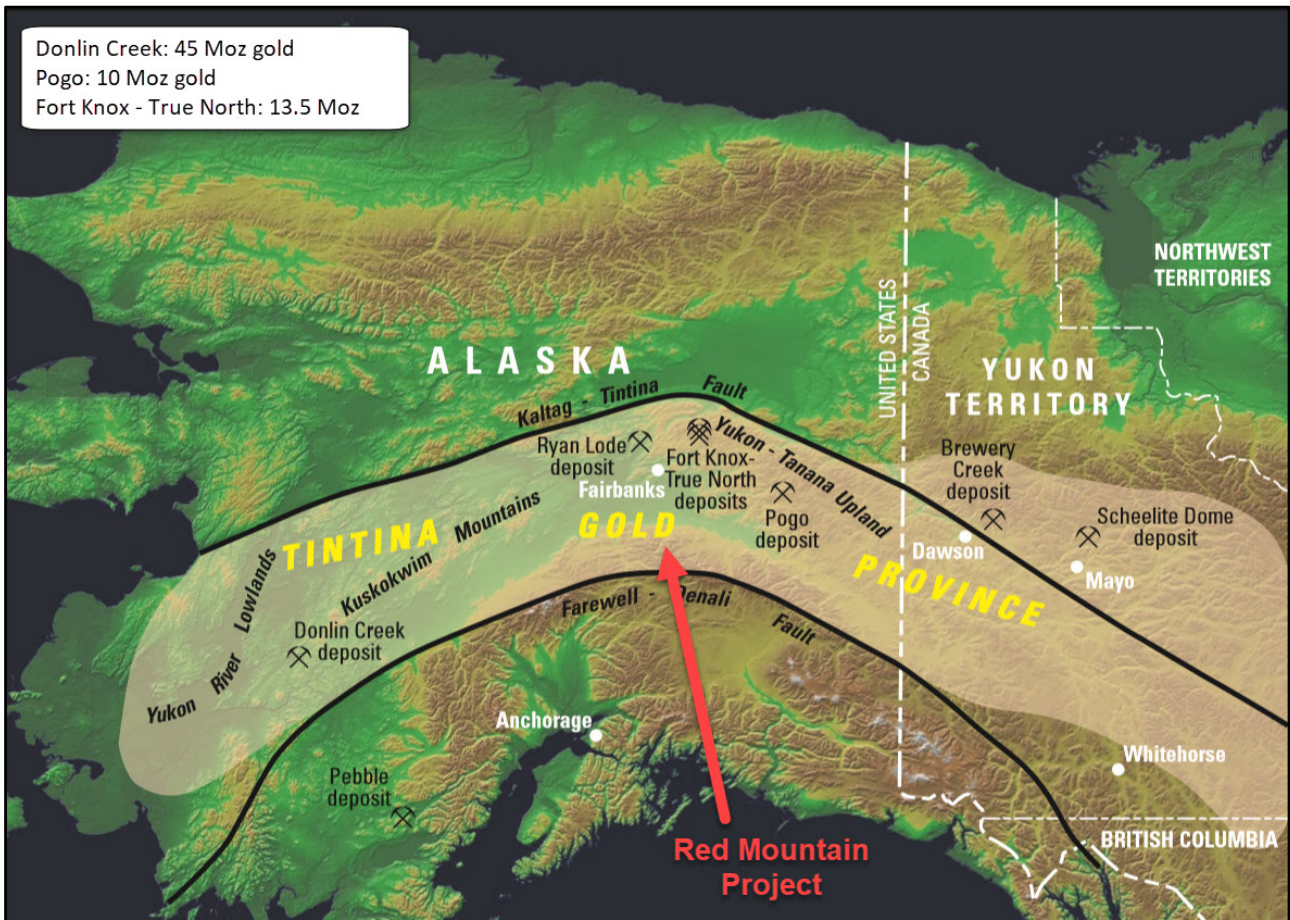 Donlin Creek: 45 Moz gold
Pogo: 10 Moz gold
Fort Knox - True North: 13.5 Moz
NORTHWEST
TERRITORIES
UNITED STATES
CANADA
ALASKA
YUKON
TERRITORY
Kaltag - Tintina Fault
Ryan Lode
deposit
Fairbanks
Fort Knox-
True North
deposits
Yukon - Tanana Upland
Pogo
deposit
Brewery
Creek
deposit
Dawson
Scheelite Dome
deposit
Mayo
TINTINA GOLD PROVINCE
Kuskokwim Mountains
Yukon River Lowlands
Donlin Creek
deposit
Farewell - Denali Fault
Anchorage
Whitehorse
Pebble
deposit
BRITISH COLUMBIA
Red Mountain
Project